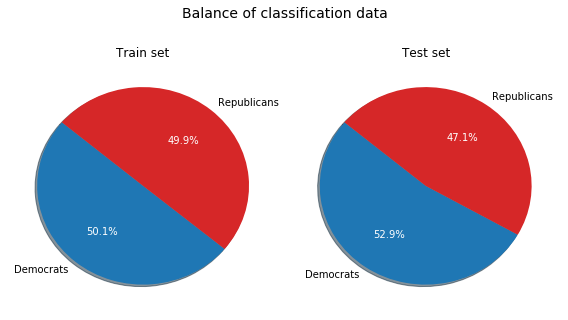 Balance of classification data
Train set
Republicans
49.9%
50.1%
Democrats
Test set
Republicans
47.1%
52.9%
Democrats